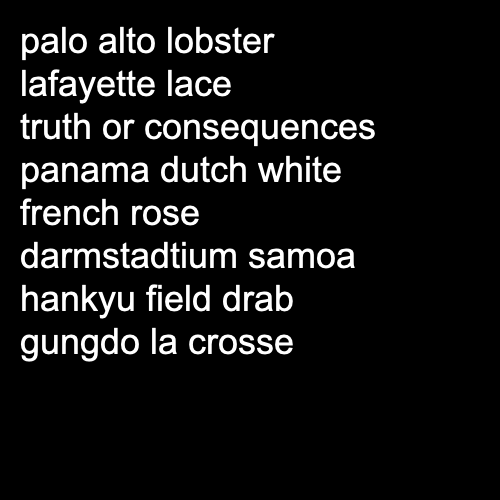 palo alto lobster
lafayette lace
truth or consequences
panama dutch white
french rose
darmstadtium samoa
hankyu field drab
gungdo la crosse